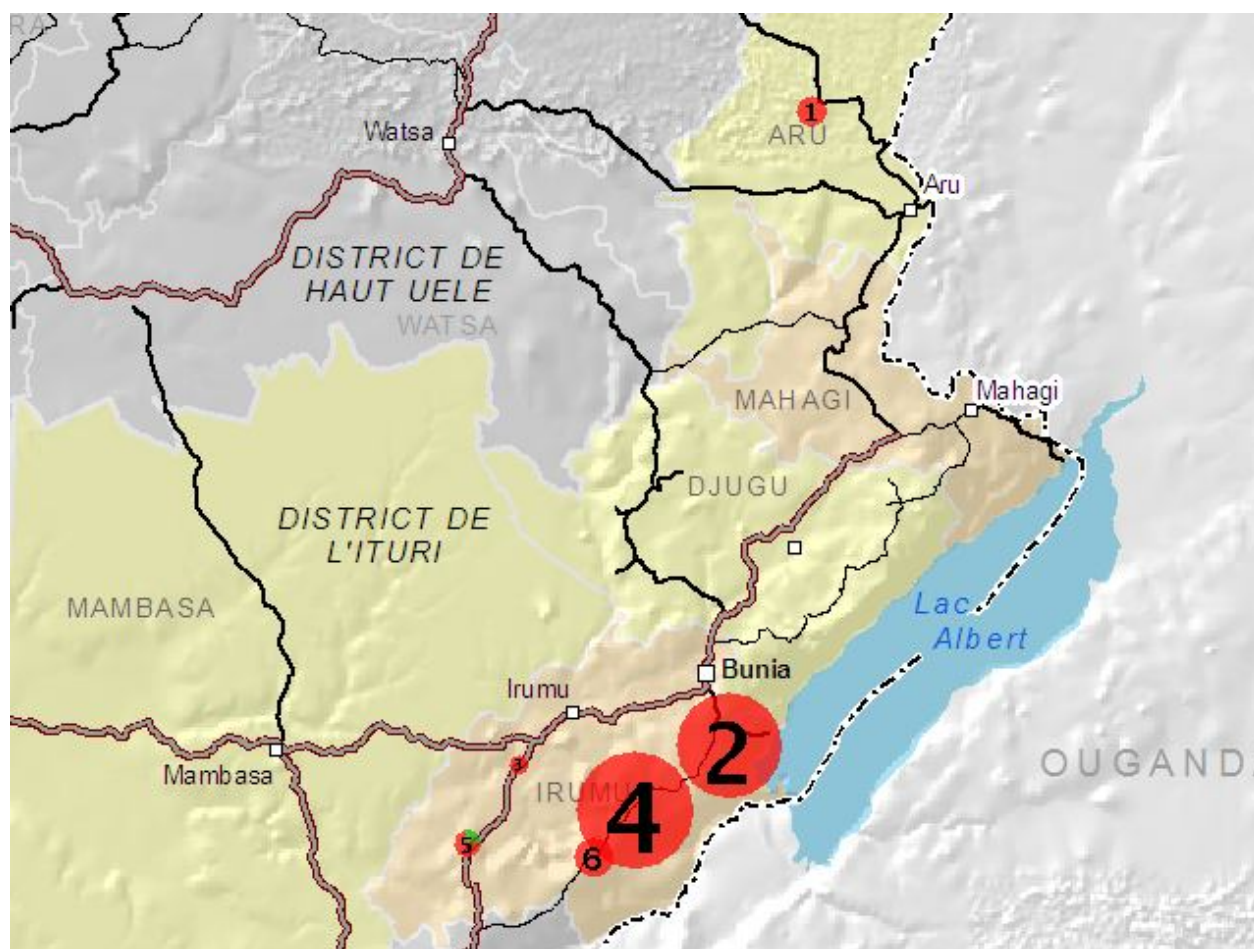 RA
1
ARU
Watsa
Aru
DISTRICT DE
HAUT UELE
WATSA
MAHAGI
Mahagi
DJUGU
DISTRICT DE
L'ITURI
MAMBASA
Lac
Albert
Bunia
Irumu
2
OUGAND
Mambasa
3
IRUMU
4
5
6